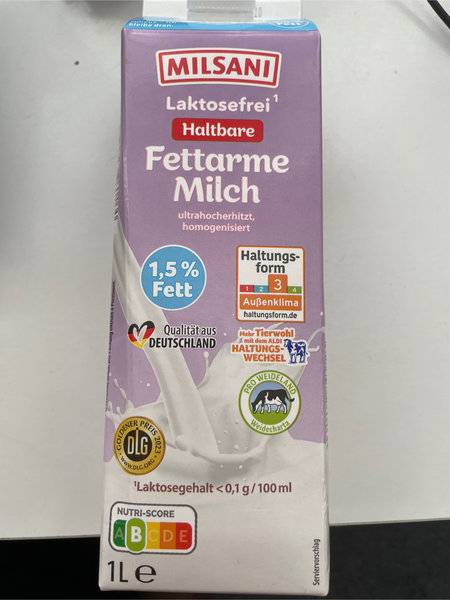 bleibe dran
MILSANI
Laktosefrei¹
Haltbare
Fettarme
Milch
ultrahocherhitzt,
homogenisiert
1,5 %
Fett
Haltungs-
form
1 2 3 4
Außenklima
haltungsform.de
Qualität aus
DEUTSCHLAND
Mehr Tierwohl
mit dem ALDI
HALTUNGS-
WECHSEL
PRO WEIDELAND
Weidecharta
GOLDENER PREIS 2023
DLG
WWW.DLG.ORG
¹Laktosegehalt < 0,1 g / 100 ml
NUTRI-SCORE
A B C D E
1L e
Serviervorschlag